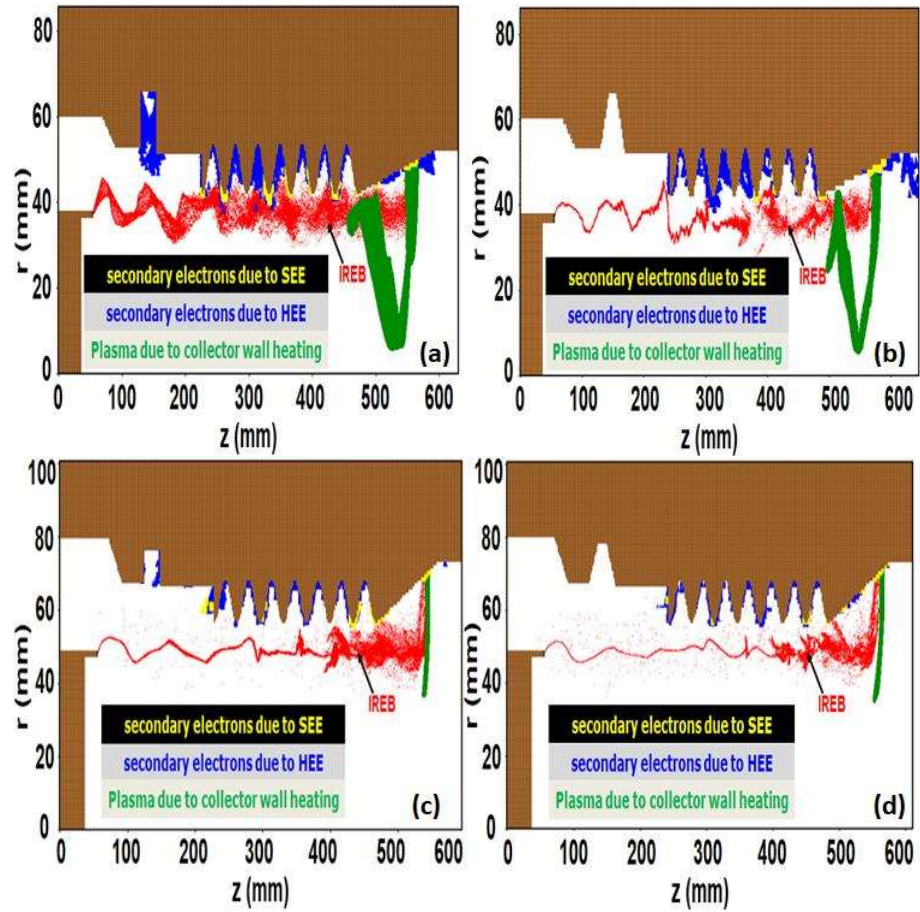 80
60
40
20
0
r (mm)
IREB
secondary electrons due to SEE
secondary electrons due to HEE
Plasma due to collector wall heating
(a)
0 100 200 300 400 500 600
z (mm)
80
60
40
20
0
r (mm)
IREB
secondary electrons due to SEE
secondary electrons due to HEE
Plasma due to collector wall heating
(b)
0 100 200 300 400 500 600
z (mm)
100
80
60
40
20
0
r (mm)
IREB
secondary electrons due to SEE
secondary electrons due to HEE
Plasma due to collector wall heating
(c)
0 100 200 300 400 500 600
z (mm)
100
80
60
40
20
0
r (mm)
IREB
secondary electrons due to SEE
secondary electrons due to HEE
Plasma due to collector wall heating
(d)
0 100 200 300 400 500 600
z (mm)